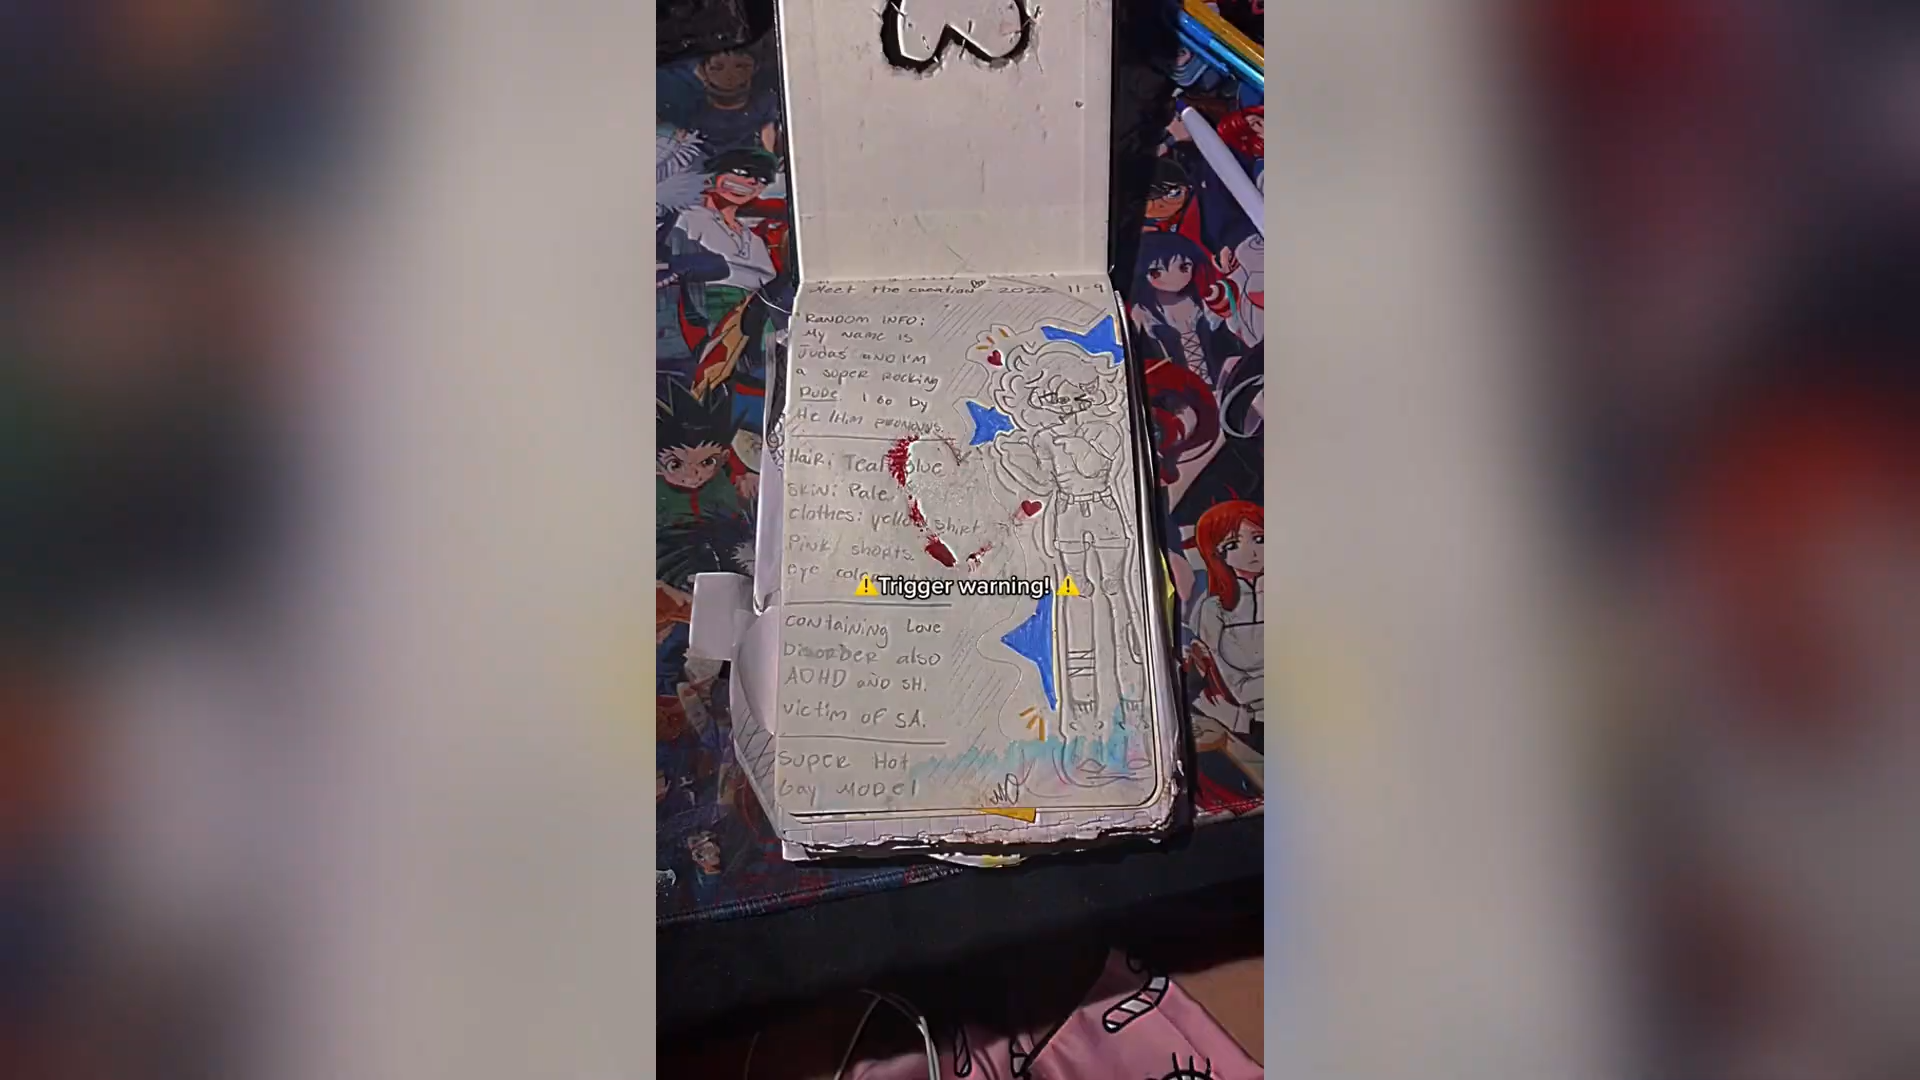 Meet the creation - 2022 11-9
RANDOM INFO:
My name is
Judas AND I'M
a super rocking
DUDE. I GO by
He/Him PRONOUNS.
Hair: Teal blue
SKIN: Pale
clothes: yellow shirt
PINK shorts.
eye color
⚠️Trigger warning! ⚠️
containing Love
DISORDER also
ADHD AND SH.
victim OF SA.
SUPER Hot
Gay MODEL